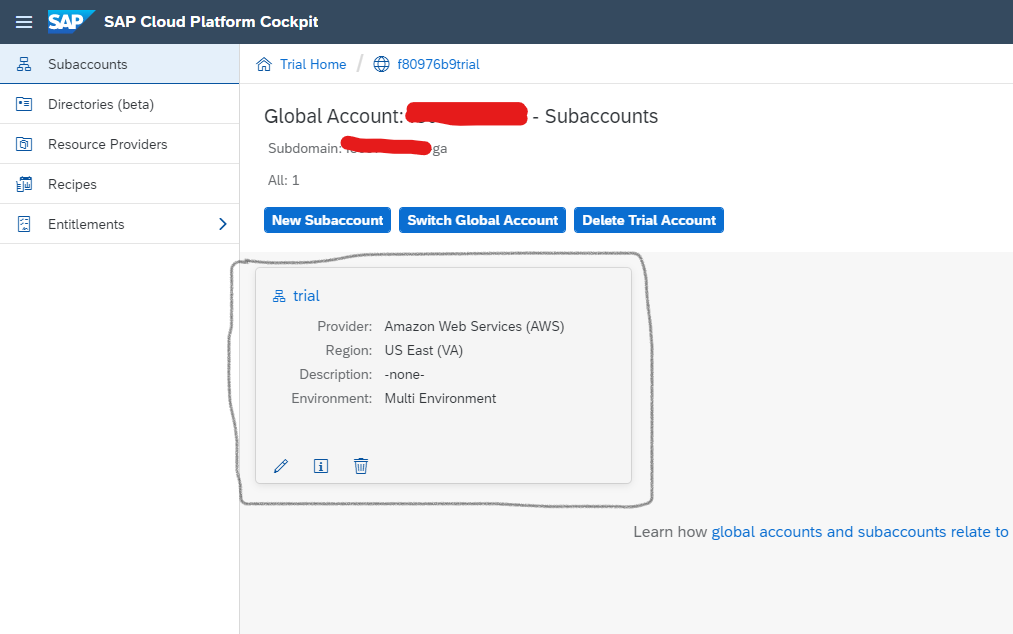 SAP SAP Cloud Platform Cockpit
Subaccounts
Directories (beta)
Resource Providers
Recipes
Entitlements
Trial Home / f80976b9trial
Global Account: - Subaccounts
Subdomain: ga
All: 1
New Subaccount Switch Global Account Delete Trial Account
trial
Provider: Amazon Web Services (AWS)
Region: US East (VA)
Description: -none-
Environment: Multi Environment
Learn how global accounts and subaccounts relate to